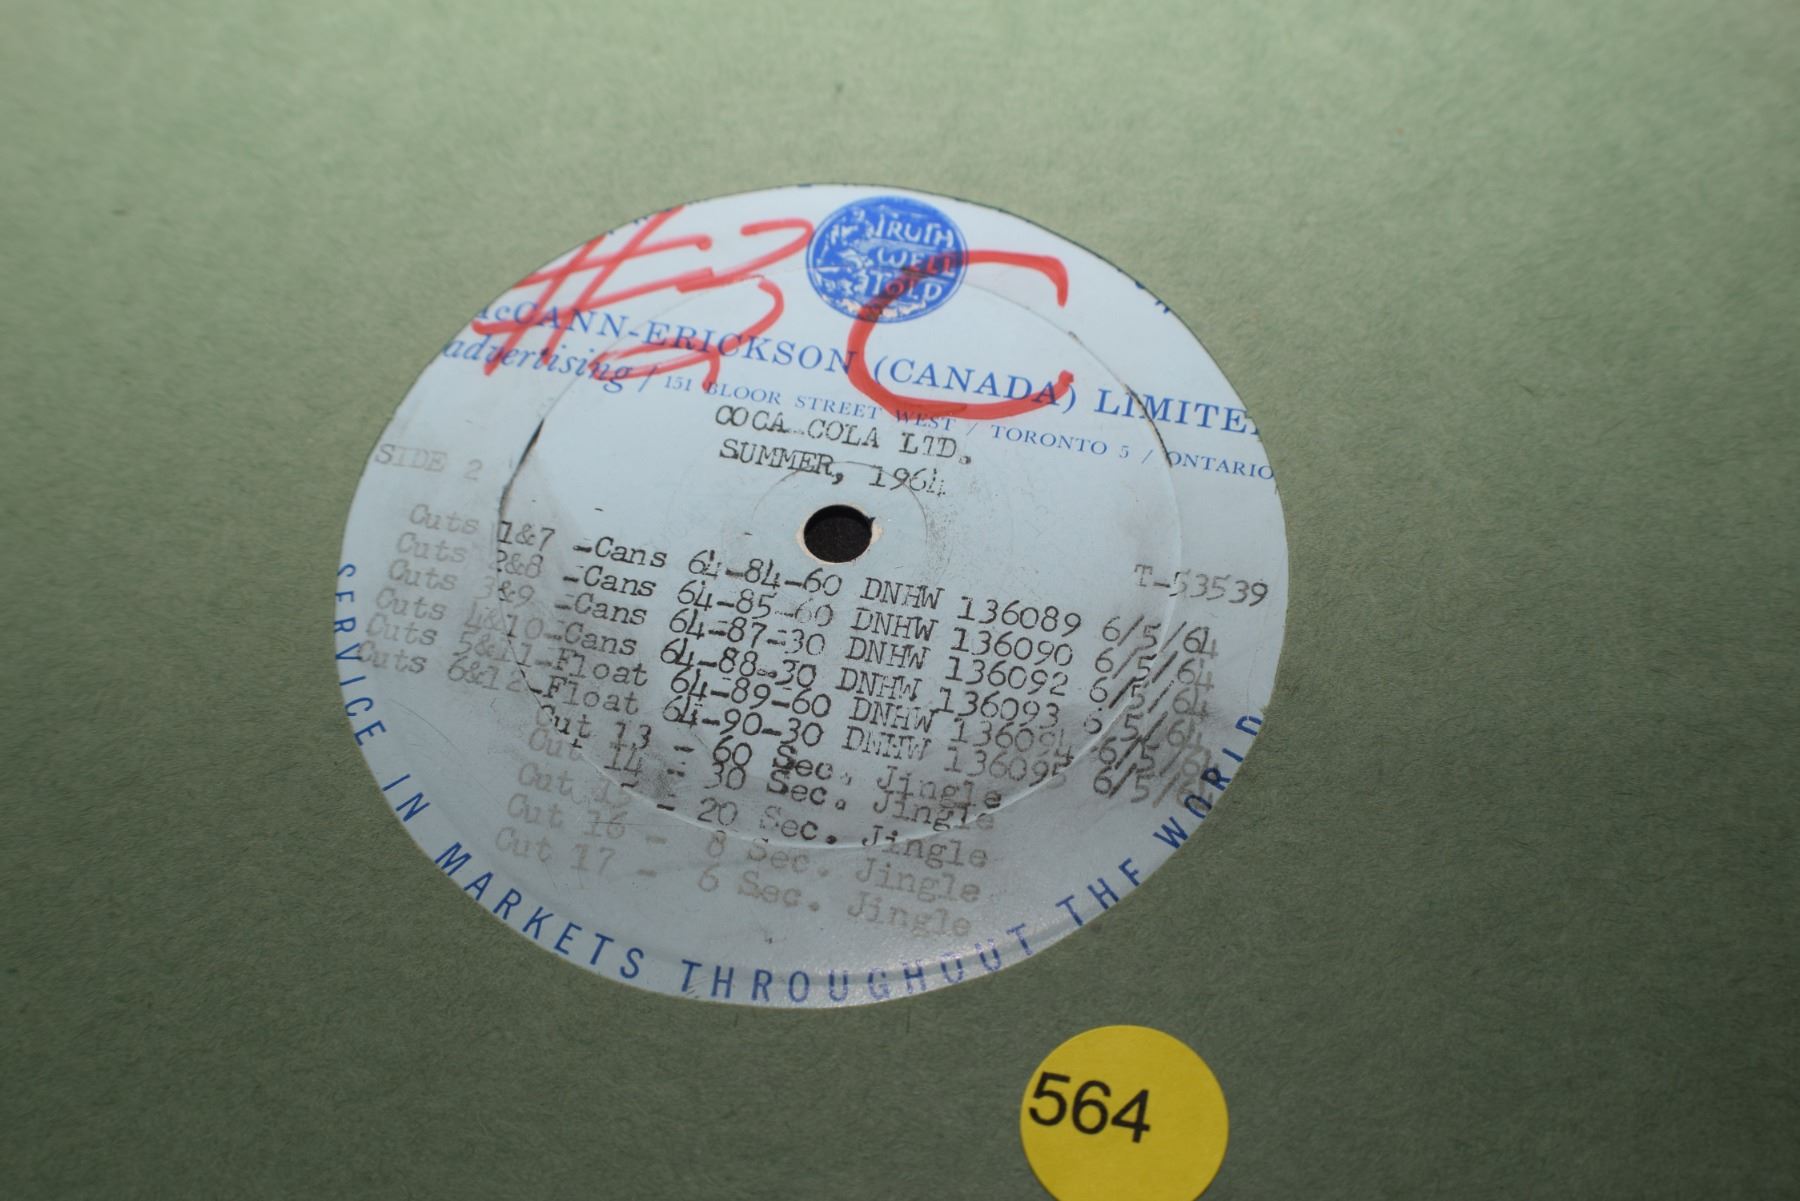 #2 C
TRUTH
WELL
TOLD
McCANN-ERICKSON (CANADA) LIMITE
advertising / 151 BLOOR STREET WEST / TORONTO 5 / ONTARIO
COCA COLA LTD.
SUMMER, 1964
SIDE 2
T-53539
Cuts 1&7 -Cans 64-84-60 DNHW 136089 6/5/64
Cuts 2&8 -Cans 64-85-60 DNHW 136090 6/5/64
Cuts 3&9 -Cans 64-87-30 DNHW 136092 6/5/64
Cuts 4&10-Cans 64-88-30 DNHW 136093 6/5/64
Cuts 5&11-Float 64-89-60 DNHW 136094 6/5/64
Cuts 6&12-Float 64-90-30 DNHW 136095 6/5/64
Cut 13 - 60 Sec. Jingle
Cut 14 - 30 Sec. Jingle
Cut 15 - 20 Sec. Jingle
Cut 16 - 8 Sec. Jingle
Cut 17 - 6 Sec. Jingle
SERVICE IN MARKETS THROUGHOUT THE WORLD
564